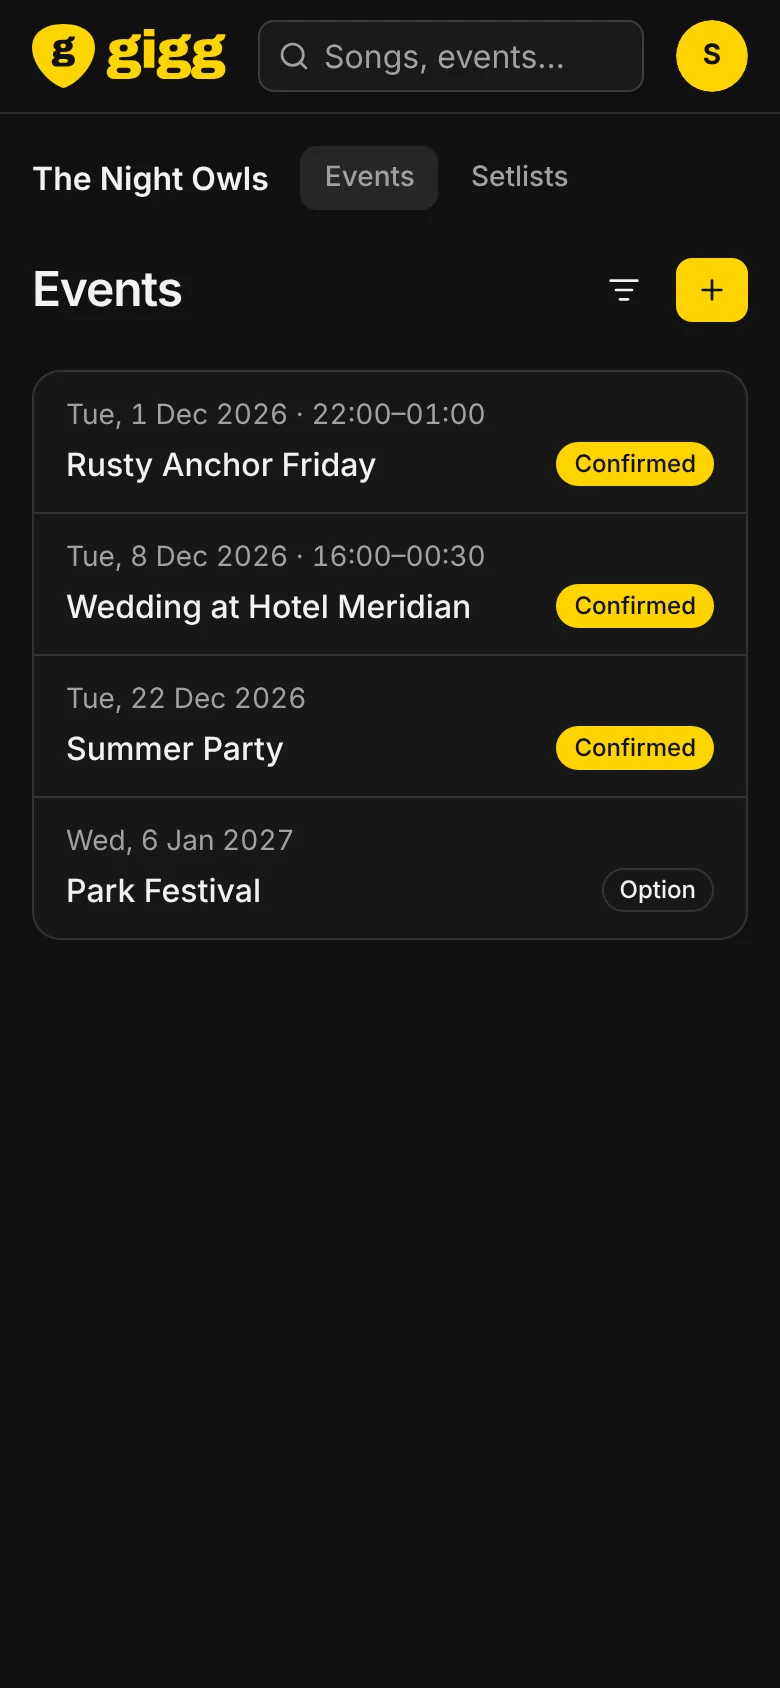 g gigg
Songs, events...
S
The Night Owls
Events
Setlists
Events
+
Tue, 1 Dec 2026 · 22:00–01:00
Rusty Anchor Friday
Confirmed
Tue, 8 Dec 2026 · 16:00–00:30
Wedding at Hotel Meridian
Confirmed
Tue, 22 Dec 2026
Summer Party
Confirmed
Wed, 6 Jan 2027
Park Festival
Option